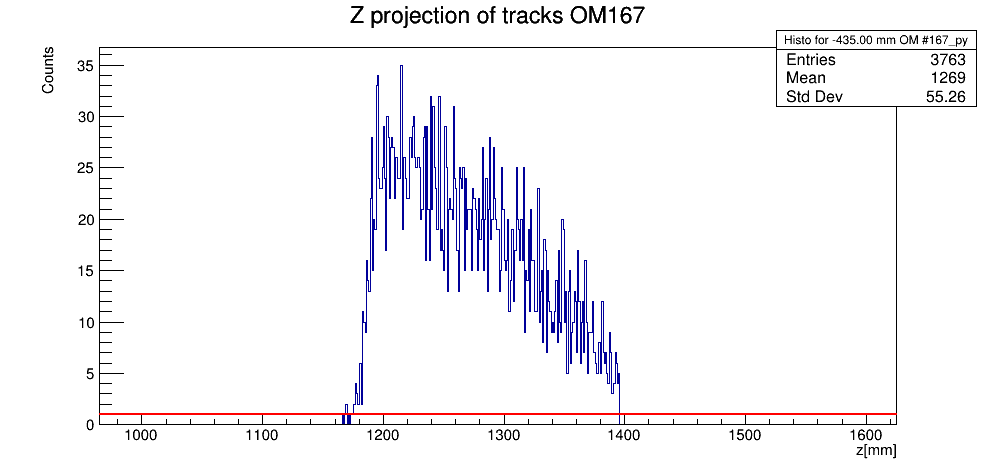 Z projection of tracks OM167
Histo for -435.00 mm OM #167_py
Entries 3763
Mean 1269
Std Dev 55.26
Counts
35
30
25
20
15
10
5
0
1000 1100 1200 1300 1400 1500 1600
z[mm]